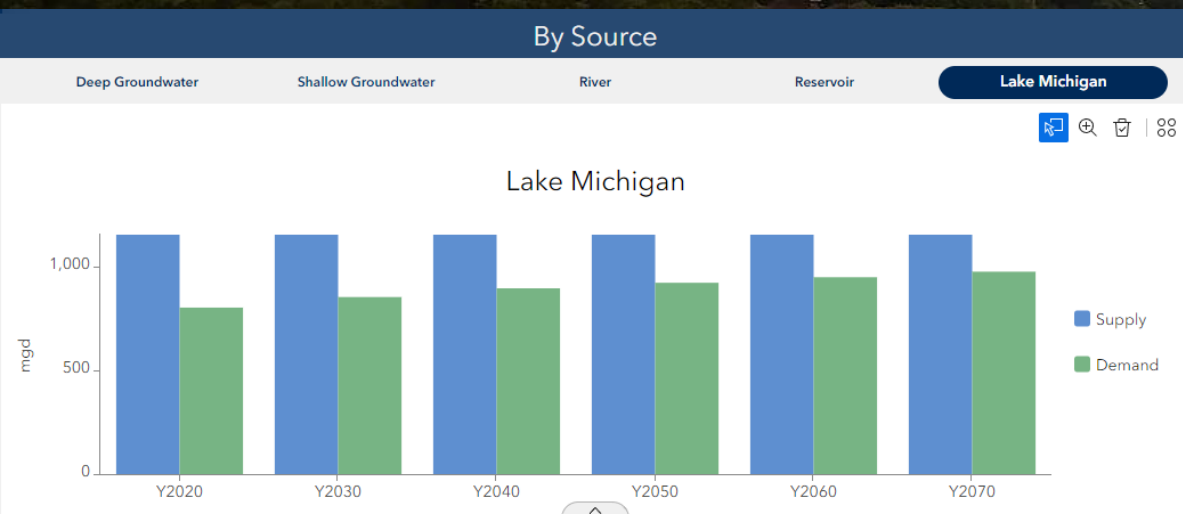 By Source
Deep Groundwater Shallow Groundwater River Reservoir Lake Michigan
Lake Michigan
1,000
500
0
mgd
Y2020 Y2030 Y2040 Y2050 Y2060 Y2070
Supply
Demand